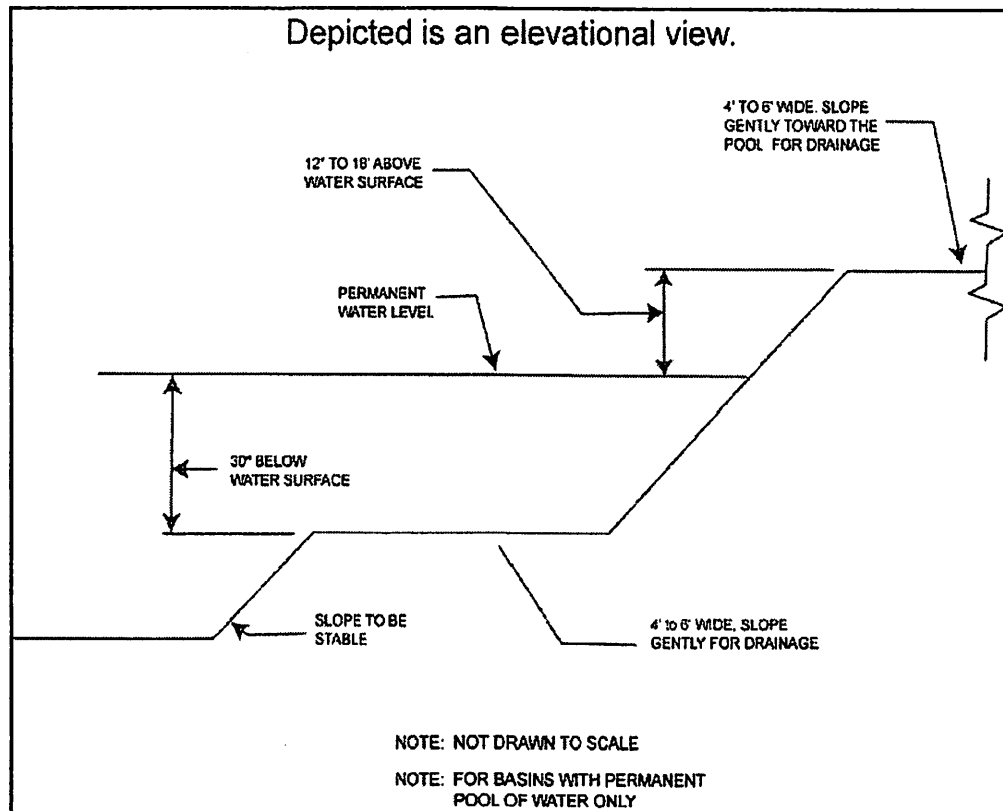 Depicted is an elevational view.
4' TO 6' WIDE. SLOPE
GENTLY TOWARD THE
POOL FOR DRAINAGE
12" TO 18' ABOVE
WATER SURFACE
PERMANENT
WATER LEVEL
30" BELOW
WATER SURFACE
SLOPE TO BE
STABLE
4' to 6' WIDE, SLOPE
GENTLY FOR DRAINAGE
NOTE: NOT DRAWN TO SCALE
NOTE: FOR BASINS WITH PERMANENT
POOL OF WATER ONLY